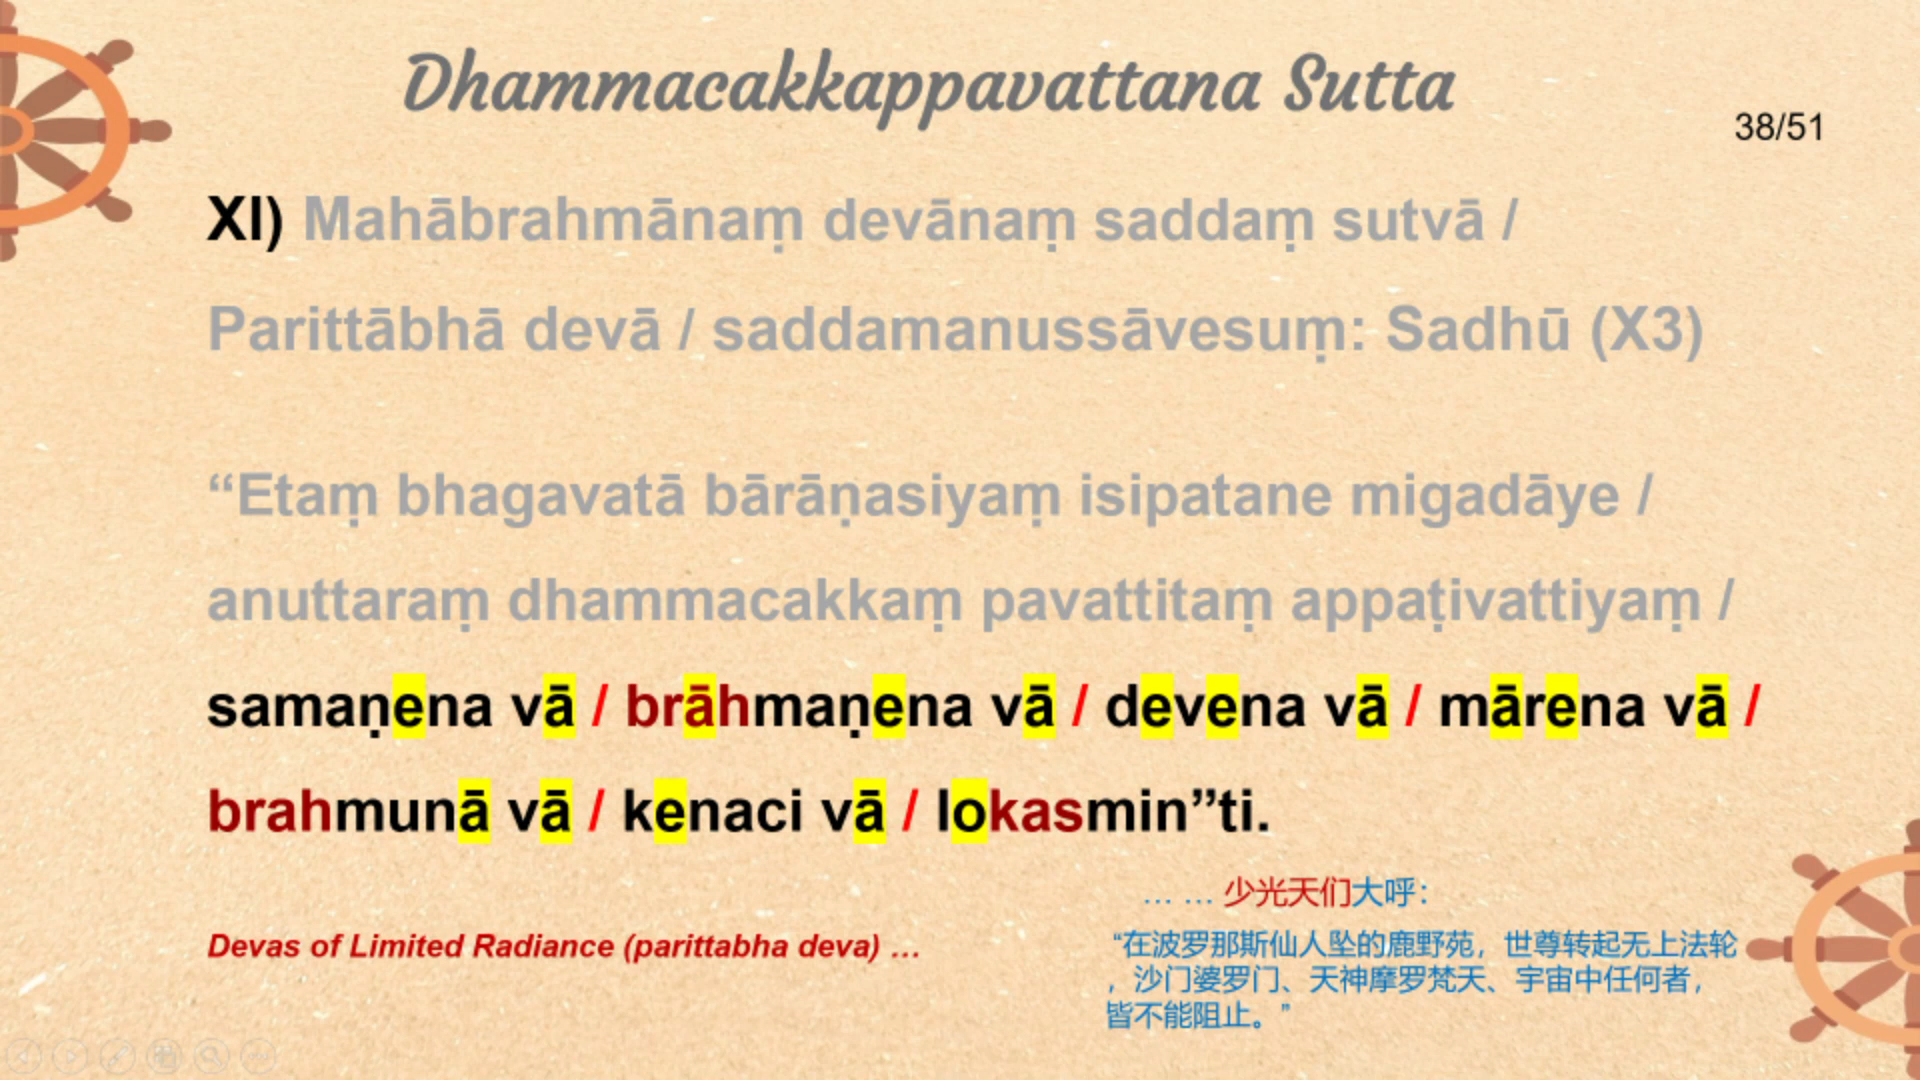 Dhammacakkappavattana Sutta
38/51
XI) Mahābrahmānaṃ devānaṃ saddaṃ sutvā /
Parittābhā devā / saddamanussāvesuṃ: Sadhū (X3)
“Etaṃ bhagavatā bārāṇasiyaṃ isipatane migadāye /
anuttaraṃ dhammacakkaṃ pavattitaṃ appaṭivattiyaṃ /
samaṇena vā / brāhmaṇena vā / devena vā / mārena vā /
brahmunā vā / kenaci vā / lokasmin”ti.
Devas of Limited Radiance (parittabha deva) …
… … 少光天们大呼：
“在波罗那斯仙人坠的鹿野苑，世尊转起无上法轮
，沙门婆罗门、天神摩罗梵天、宇宙中任何者，
皆不能阻止。”